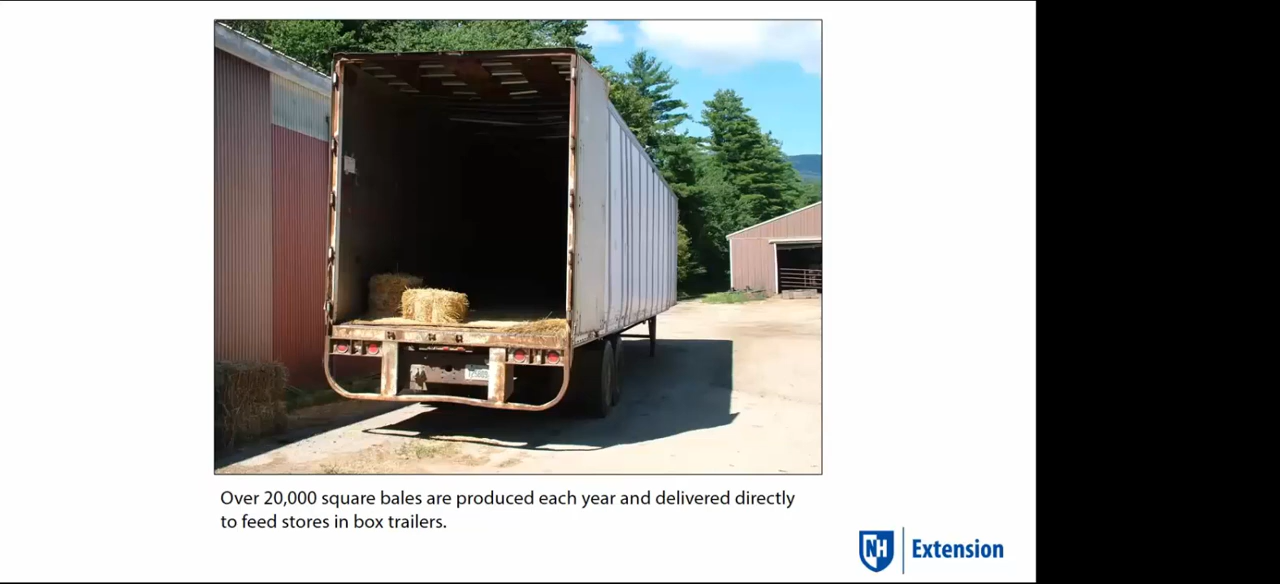 Over 20,000 square bales are produced each year and delivered directly
to feed stores in box trailers.
NH
Extension